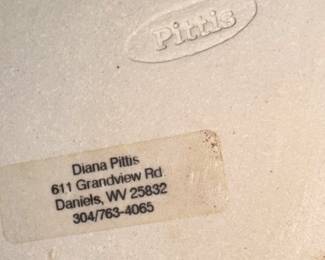 Pittis
Diana Pittis
611 Grandview Rd.
Daniels, WV 25832
304/763-4065